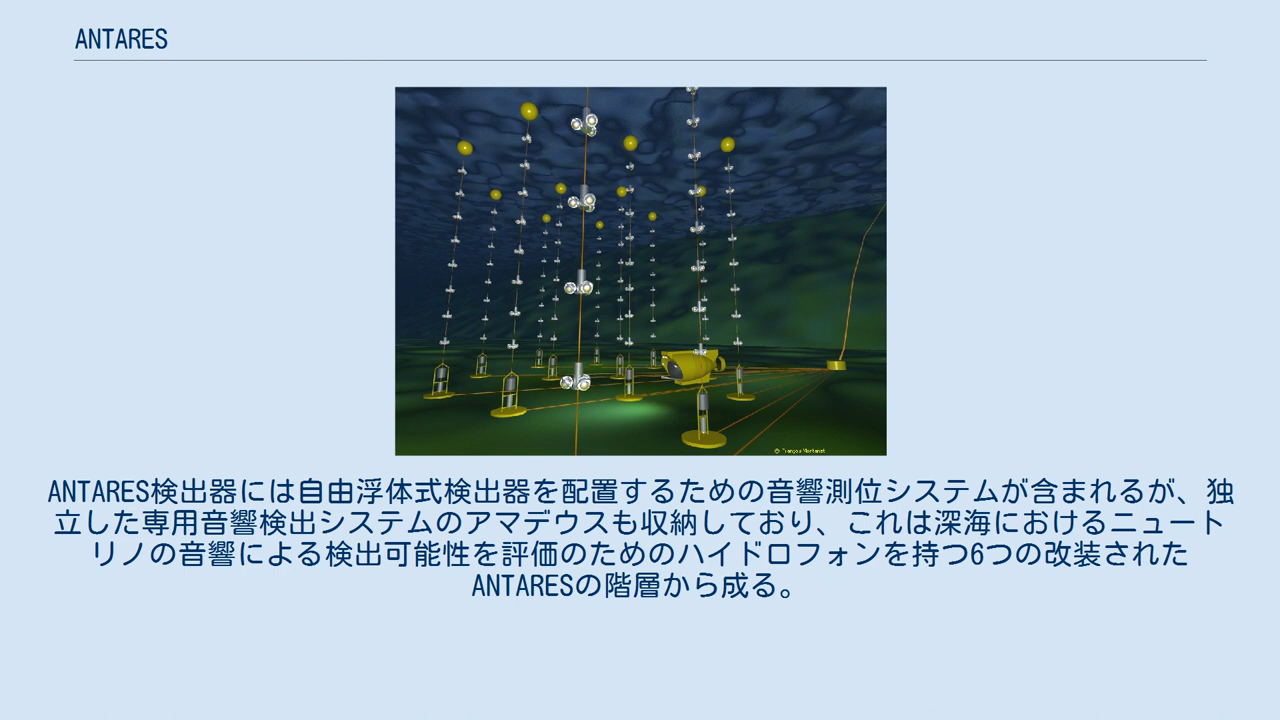 ANTARES
© François Montanet
ANTARES検出器には自由浮体式検出器を配置するための音響測位システムが含まれるが、独
立した専用音響検出システムのアマデウスも収納しており、これは深海におけるニュート
リノの音響による検出可能性を評価のためのハイドロフォンを持つ6つの改装された
ANTARESの階層から成る。